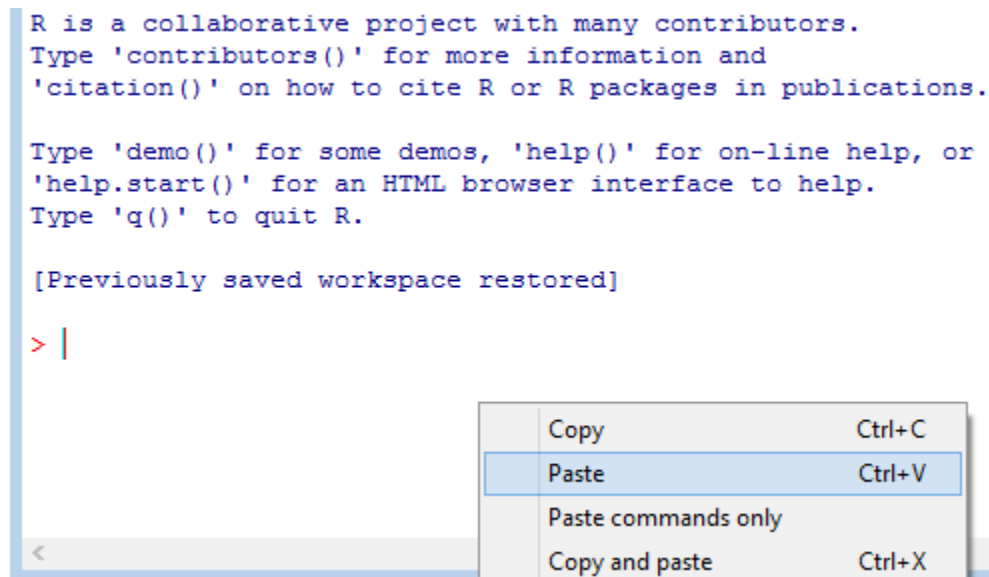 R is a collaborative project with many contributors.
Type 'contributors()' for more information and
'citation()' on how to cite R or R packages in publications.
Type 'demo()' for some demos, 'help()' for on-line help, or
'help.start()' for an HTML browser interface to help.
Type 'q()' to quit R.
[Previously saved workspace restored]
>
Copy Ctrl+C
Paste Ctrl+V
Paste commands only
Copy and paste Ctrl+X